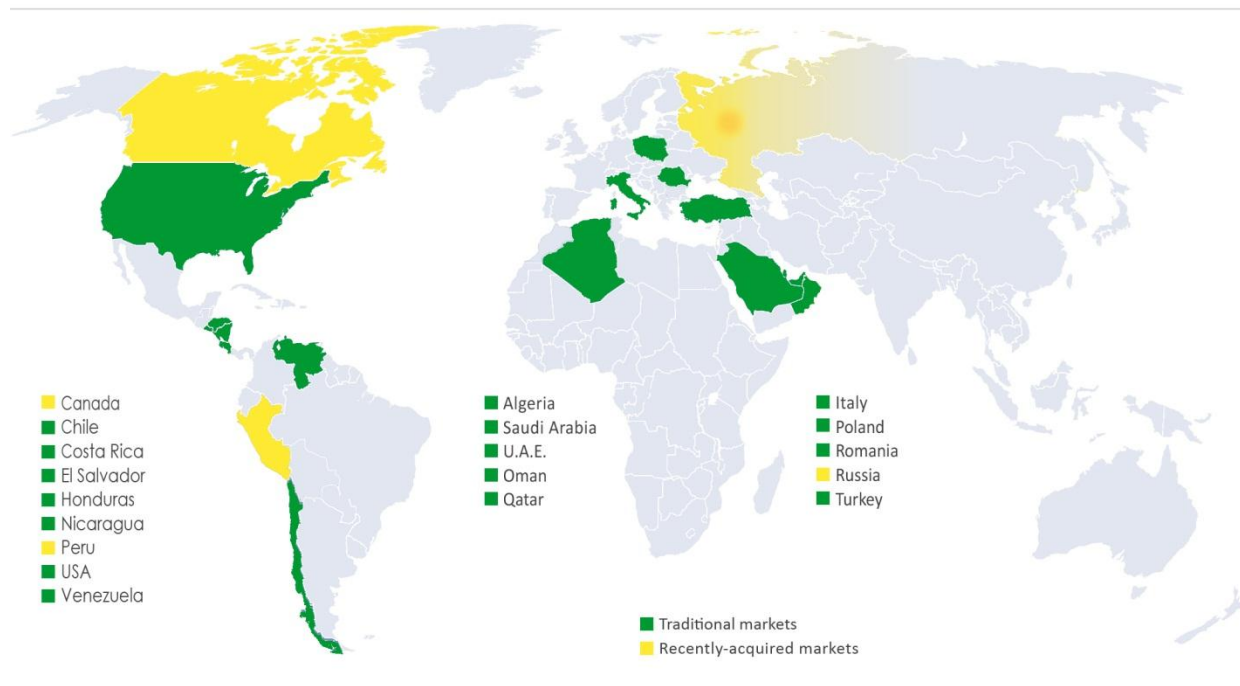 Canada
Chile
Costa Rica
El Salvador
Honduras
Nicaragua
Peru
USA
Venezuela
Algeria
Saudi Arabia
U.A.E.
Oman
Qatar
Italy
Poland
Romania
Russia
Turkey
Traditional markets
Recently-acquired markets